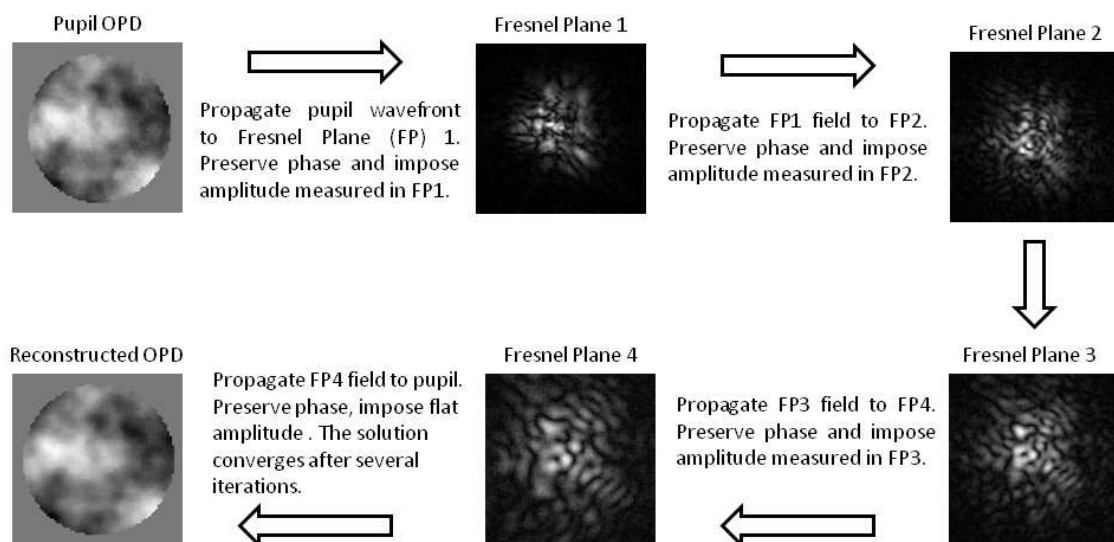 Pupil OPD
Propagate pupil wavefront
to Fresnel Plane (FP) 1.
Preserve phase and impose
amplitude measured in FP1.
Fresnel Plane 1
Propagate FP1 field to FP2.
Preserve phase and impose
amplitude measured in FP2.
Fresnel Plane 2
Reconstructed OPD
Propagate FP4 field to pupil.
Preserve phase, impose flat
amplitude . The solution
converges after several
iterations.
Fresnel Plane 4
Propagate FP3 field to FP4.
Preserve phase and impose
amplitude measured in FP3.
Fresnel Plane 3